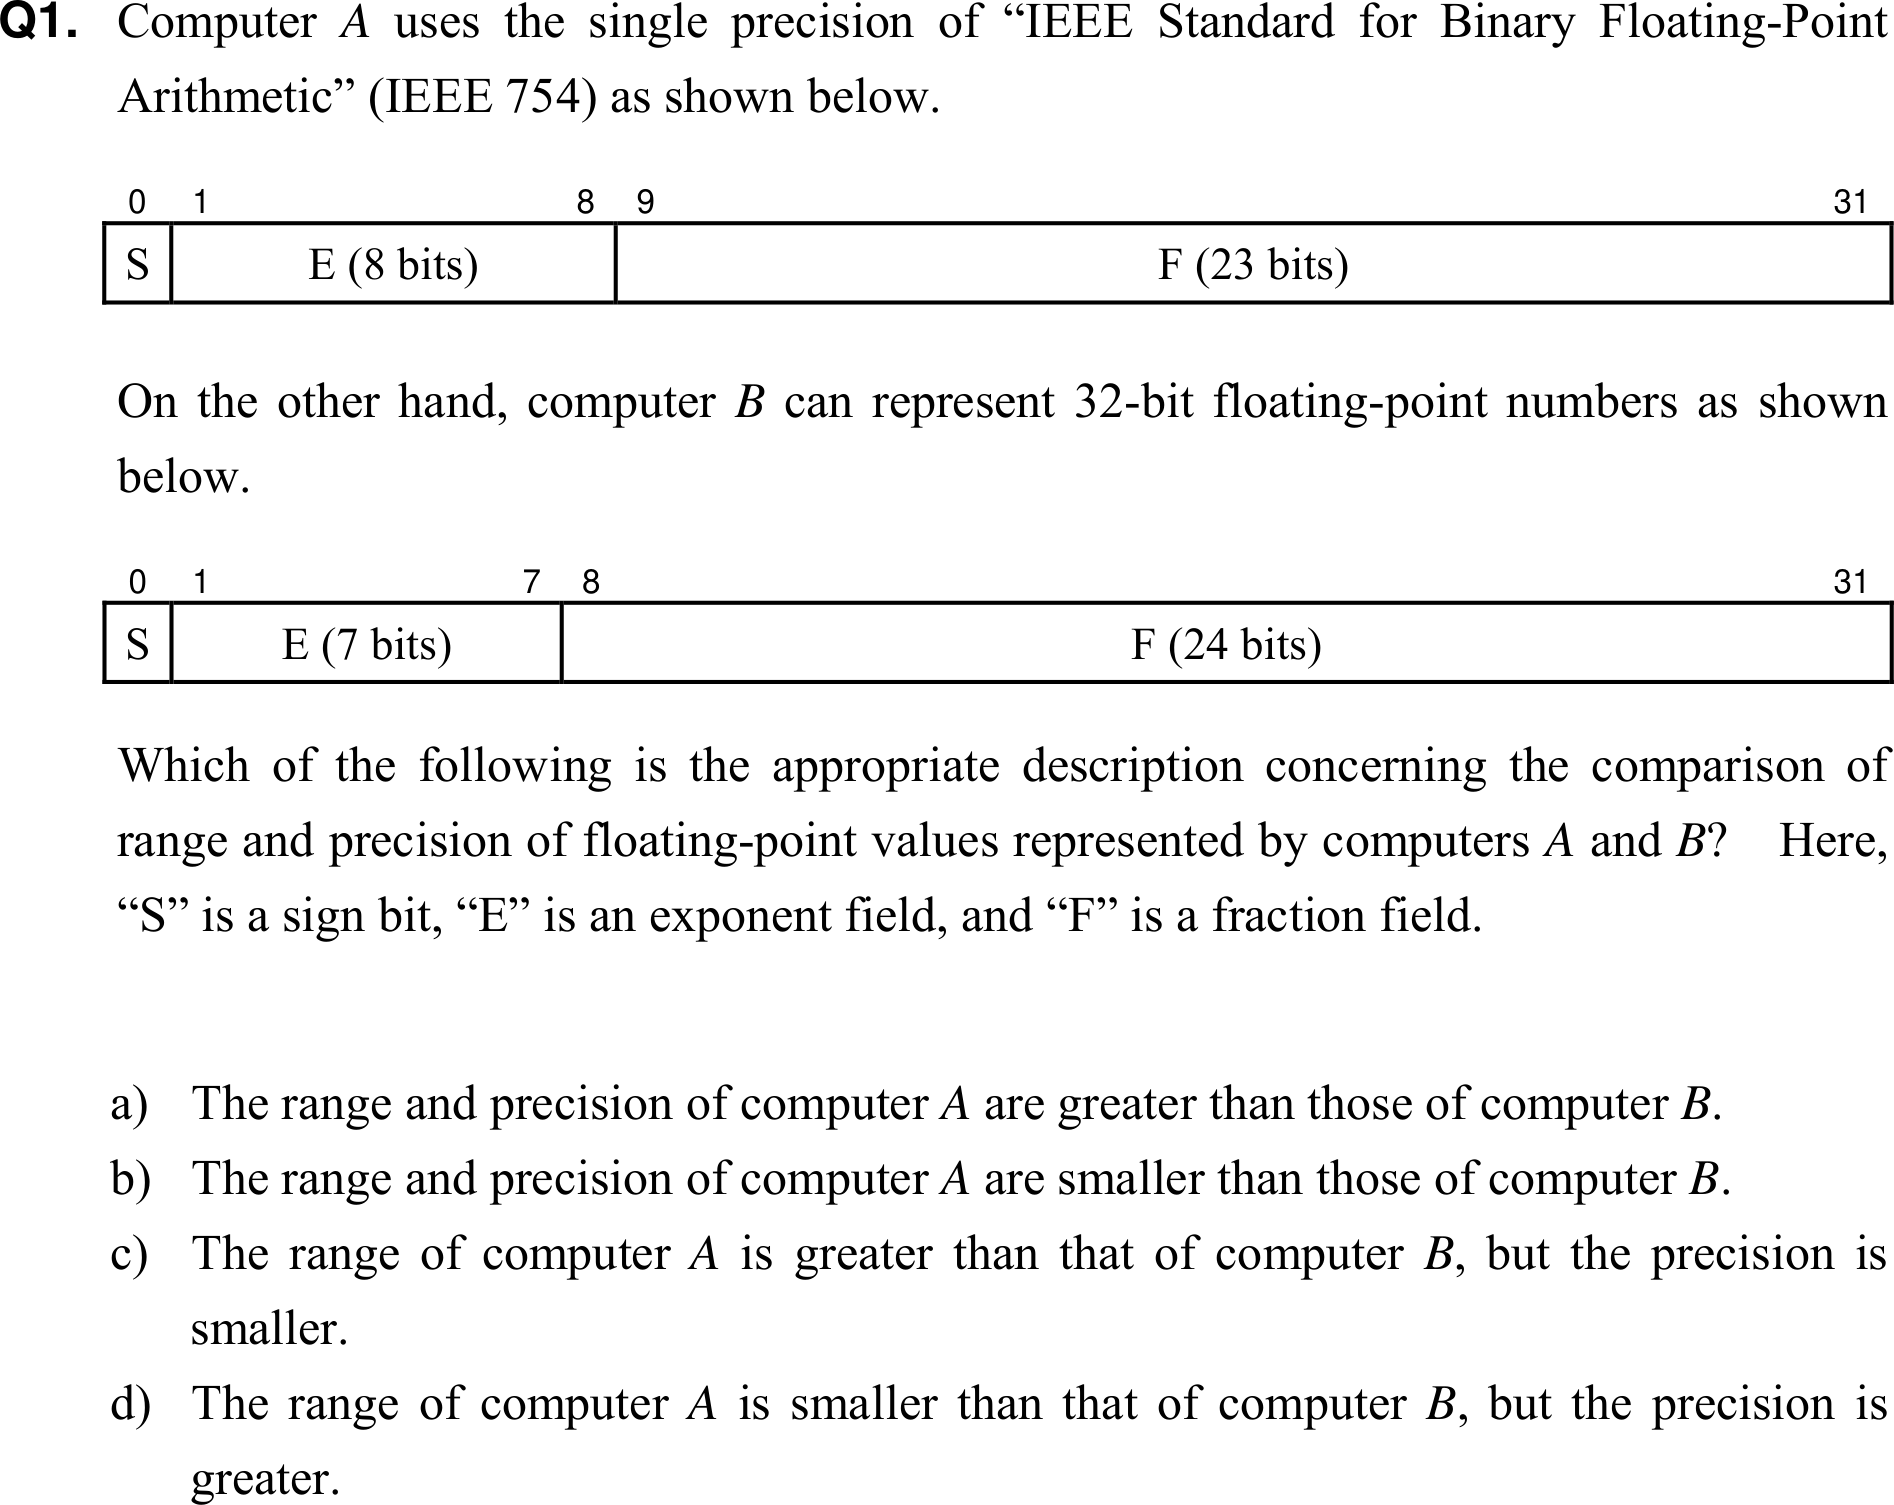 Q1. Computer A uses the single precision of “IEEE Standard for Binary Floating-Point
Arithmetic” (IEEE 754) as shown below.
0 1 8 9 31
S E (8 bits) F (23 bits)
On the other hand, computer B can represent 32-bit floating-point numbers as shown
below.
0 1 7 8 31
S E (7 bits) F (24 bits)
Which of the following is the appropriate description concerning the comparison of
range and precision of floating-point values represented by computers A and B? Here,
“S” is a sign bit, “E” is an exponent field, and “F” is a fraction field.
a) The range and precision of computer A are greater than those of computer B.
b) The range and precision of computer A are smaller than those of computer B.
c) The range of computer A is greater than that of computer B, but the precision is
smaller.
d) The range of computer A is smaller than that of computer B, but the precision is
greater.